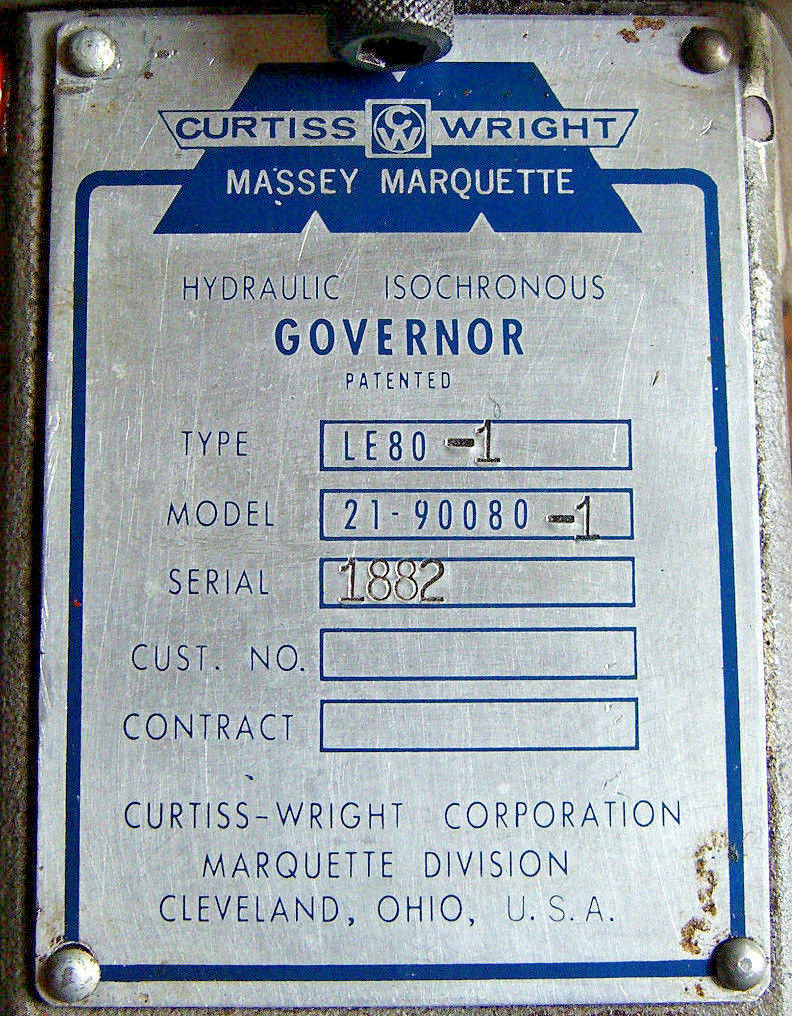 CURTISS CW WRIGHT
MASSEY MARQUETTE
HYDRAULIC ISOCHRONOUS
GOVERNOR
PATENTED
TYPE LE80 -1
MODEL 21-90080 -1
SERIAL 1882
CUST. NO.
CONTRACT
CURTISS-WRIGHT CORPORATION
MARQUETTE DIVISION
CLEVELAND, OHIO, U.S.A.